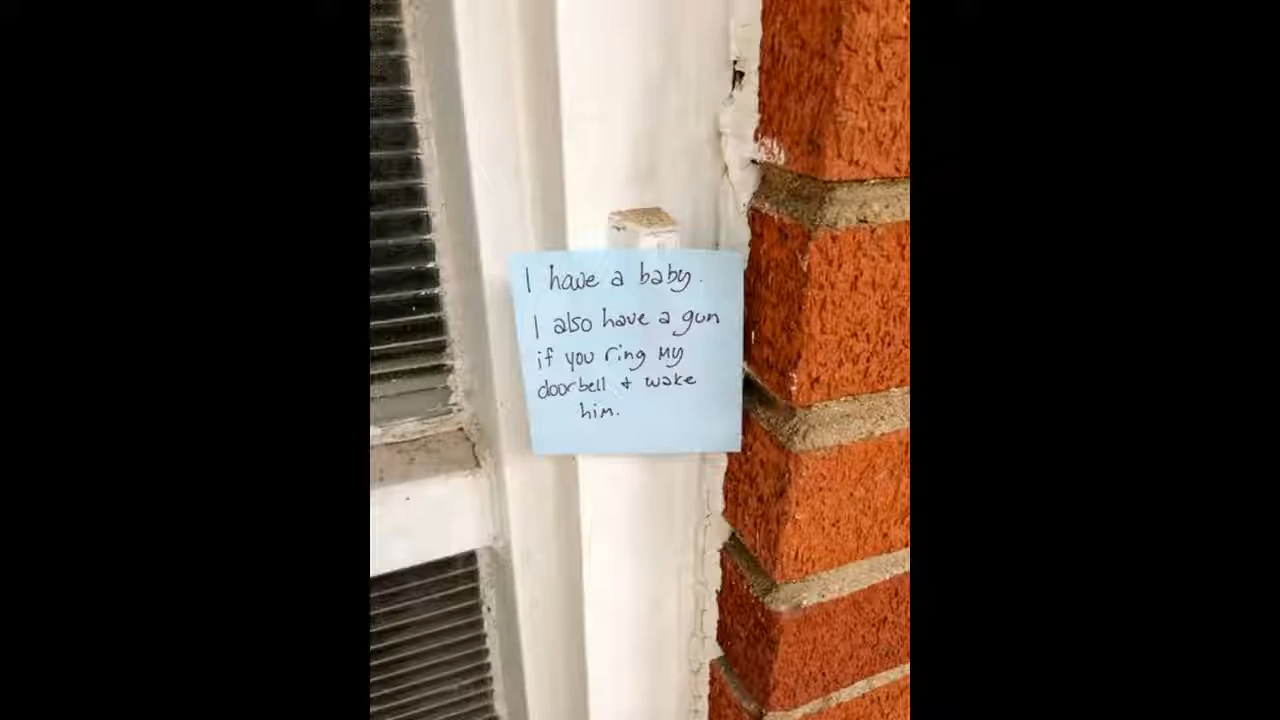 I have a baby.
I also have a gun
if you ring my
doorbell + wake
him.